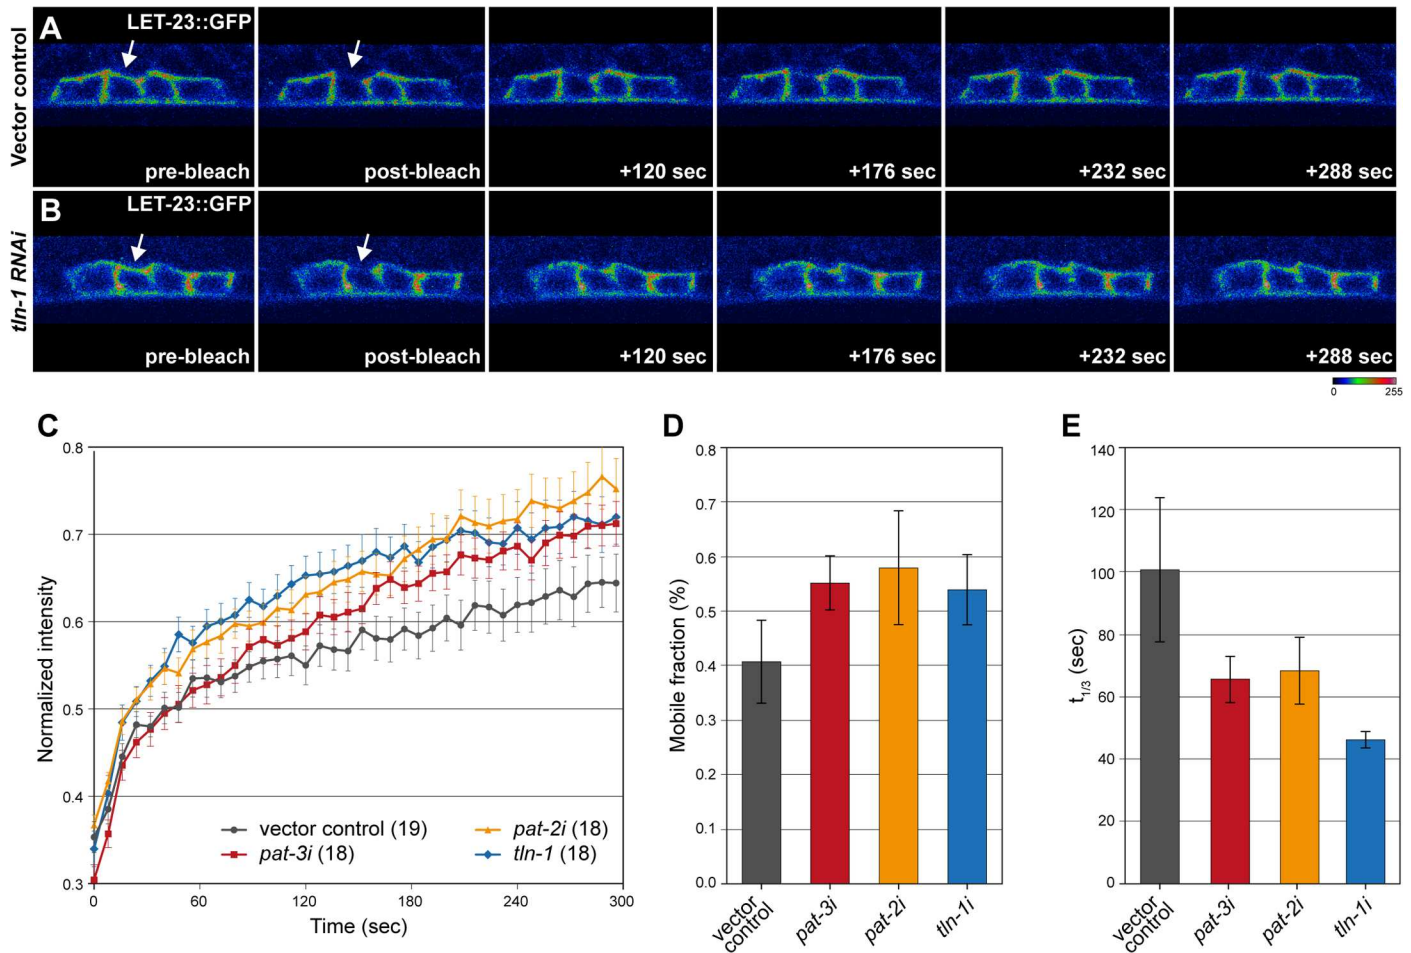 Vector control
A
LET-23::GFP
pre-bleach
post-bleach
+120 sec
+176 sec
+232 sec
+288 sec
tln-1 RNAi
B
LET-23::GFP
pre-bleach
post-bleach
+120 sec
+176 sec
+232 sec
+288 sec
0 255
C
Normalized intensity
0.8
0.7
0.6
0.5
0.4
0.3
0 60 120 180 240 300
Time (sec)
vector control (19)
pat-3i (18)
pat-2i (18)
tln-1 (18)
D
Mobile fraction (%)
0.8
0.7
0.6
0.5
0.4
0.3
0.2
0.1
0.0
vector
control
pat-3i
pat-2i
tln-1i
E
t1/3 (sec)
140
120
100
80
60
40
20
0
vector
control
pat-3i
pat-2i
tln-1i